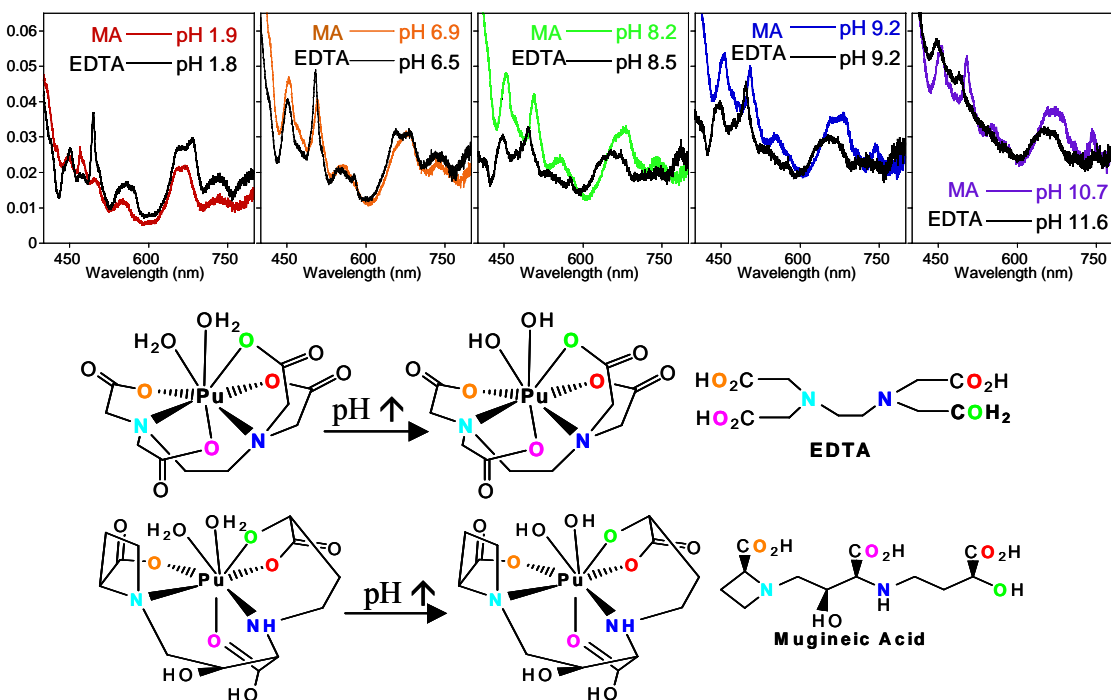 0.06
0.05
0.04
0.03
0.02
0.01
0
MA pH 1.9
EDTA pH 1.8
450 600 750
Wavelength (nm)
MA pH 6.9
EDTA pH 6.5
450 600 750
Wavelength (nm)
MA pH 8.2
EDTA pH 8.5
450 600 750
Wavelength (nm)
MA pH 9.2
EDTA pH 9.2
450 600 750
Wavelength (nm)
MA pH 10.7
EDTA pH 11.6
450 600 750
Wavelength (nm)
OH2
H2O O O
O O O O
Pu
N N
O
O
pH ↑
OH
HO O O
O O O O
Pu
N N
O
O
HO2C CO2H
N N
HO2C COH2
EDTA
O H2O OH2 O
O O O
Pu
N NH
O
HO
HO
pH ↑
O HO OH O
O O O
Pu
N NH
O
HO
HO
CO2H CO2H CO2H
N N OH
H
HO
Mugineic Acid